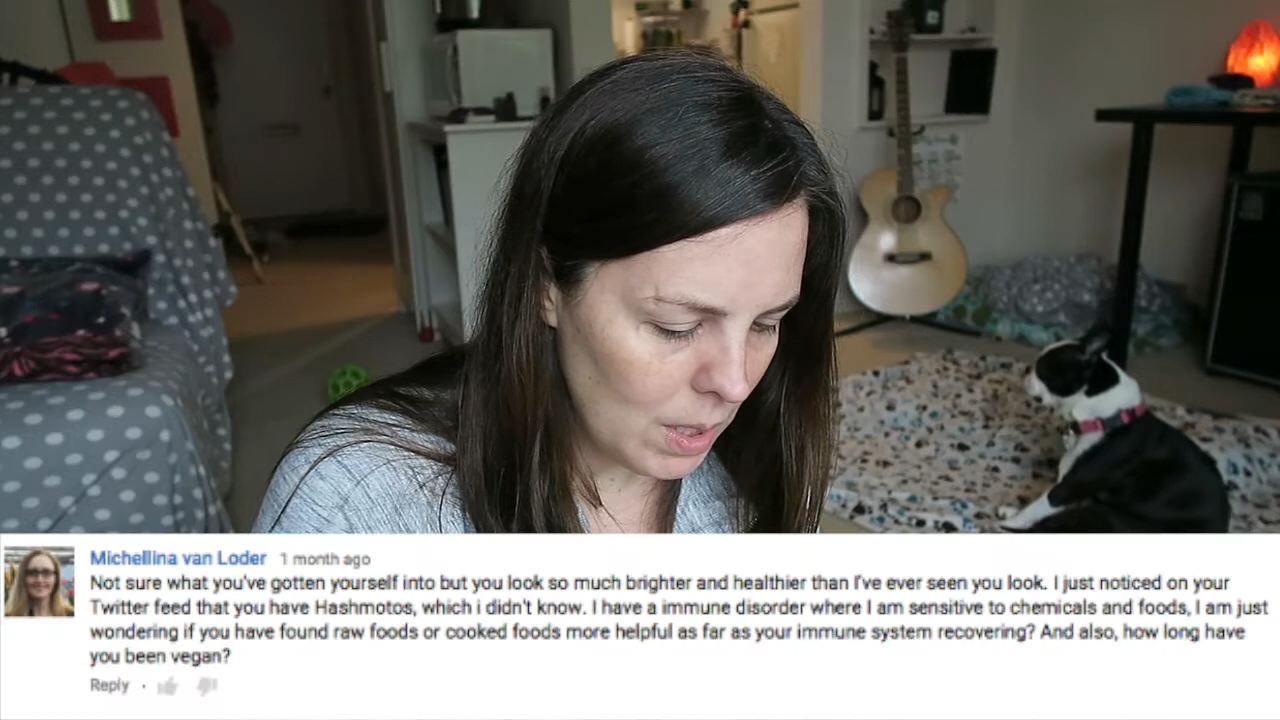 Michellina van Loder 1 month ago
Not sure what you've gotten yourself into but you look so much brighter and healthier than I've ever seen you look. I just noticed on your
Twitter feed that you have Hashmotos, which i didn't know. I have a immune disorder where I am sensitive to chemicals and foods, I am just
wondering if you have found raw foods or cooked foods more helpful as far as your immune system recovering? And also, how long have
you been vegan?
Reply